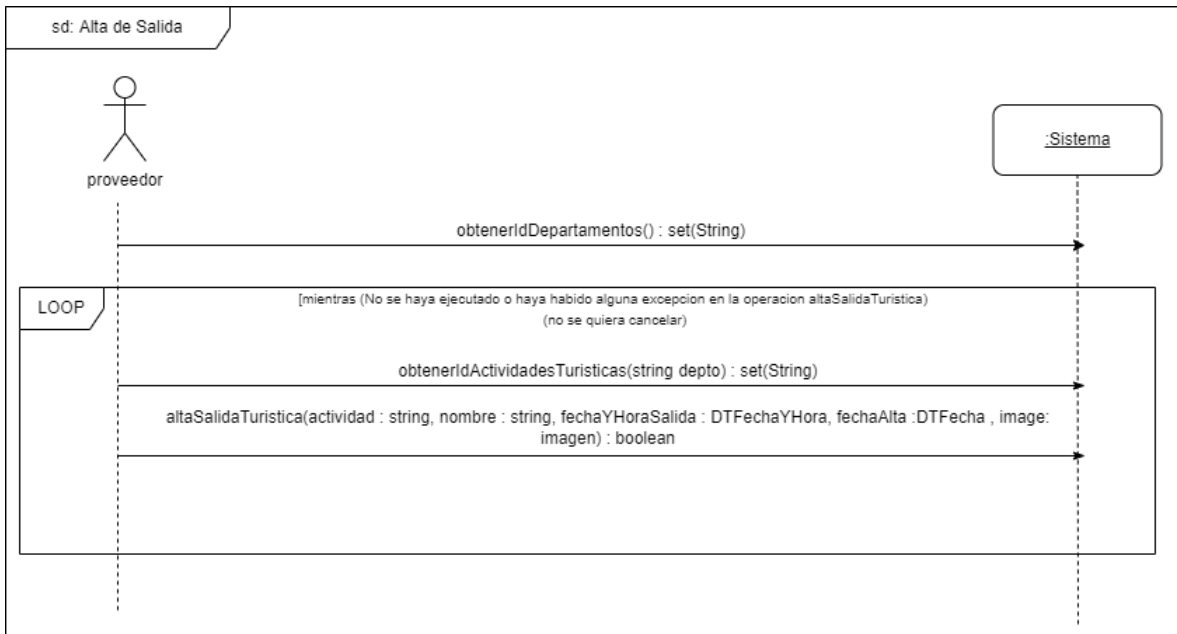 sd: Alta de Salida
proveedor
:Sistema
obtenerIdDepartamentos() : set(String)
LOOP
[mientras (No se haya ejecutado o haya habido alguna excepcion en la operacion altaSalidaTuristica)
(no se quiera cancelar)
obtenerIdActividadesTuristicas(string depto) : set(String)
altaSalidaTuristica(actividad : string, nombre : string, fechaYHoraSalida : DTFechaYHora, fechaAlta :DTFecha , image:
imagen) : boolean